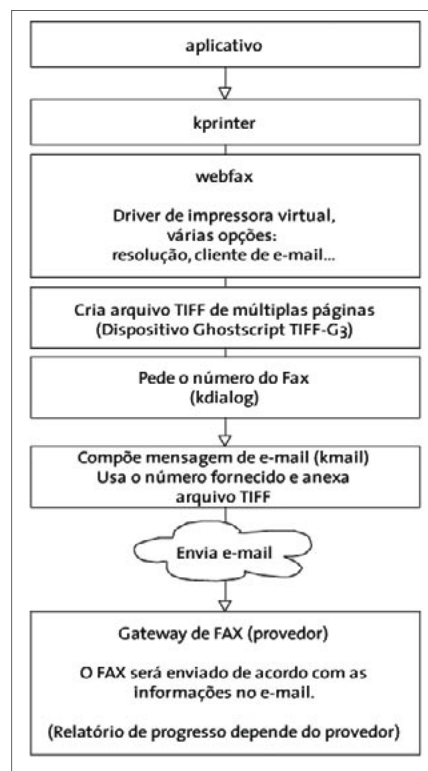 aplicativo
kprinter
webfax
Driver de impressora virtual,
várias opções:
resolução, cliente de e-mail...
Cria arquivo TIFF de múltiplas páginas
(Dispositivo Ghostscript TIFF-G3)
Pede o número do Fax
(kdialog)
Compõe mensagem de e-mail (kmail)
Usa o número fornecido e anexa
arquivo TIFF
Envia e-mail
Gateway de FAX (provedor)
O FAX será enviado de acordo com as
informações no e-mail.
(Relatório de progresso depende do provedor)